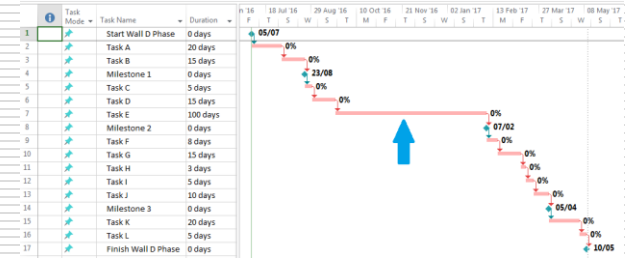 Task Mode Task Name Duration n '16 18 Jul '16 29 Aug '16 10 Oct '16 21 Nov '16 02 Jan '17 13 Feb '17 27 Mar '17 08 May '17
F T S W S T M F T S W S T M F T S
1 Start Wall D Phase 0 days 05/07
2 Task A 20 days 0%
3 Task B 15 days 0%
4 Milestone 1 0 days 23/08
5 Task C 5 days 0%
6 Task D 15 days 0%
7 Task E 100 days 0%
8 Milestone 2 0 days 07/02
9 Task F 8 days 0%
10 Task G 15 days 0%
11 Task H 3 days 0%
12 Task I 5 days 0%
13 Task J 10 days 0%
14 Milestone 3 0 days 05/04
15 Task K 20 days 0%
16 Task L 5 days 0%
17 Finish Wall D Phase 0 days 10/05